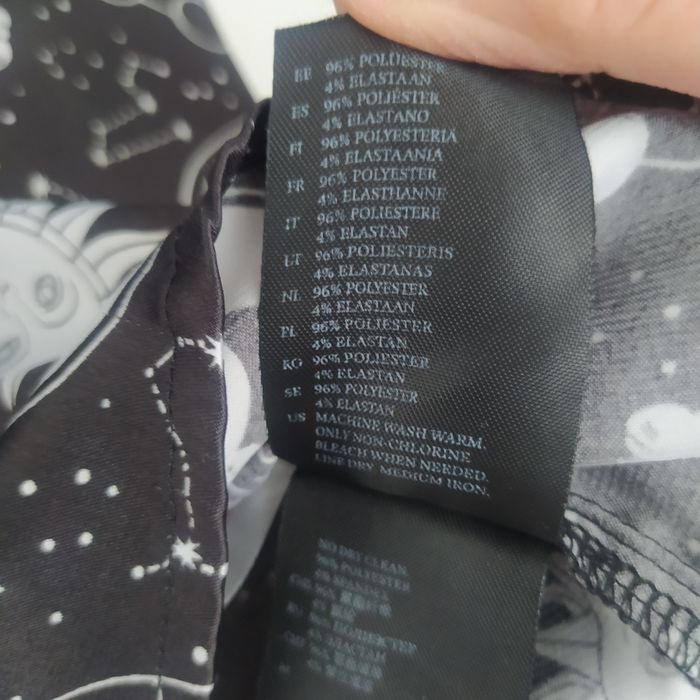 EE 96% POLÜESTER
4% ELASTAAN
ES 96% POLIÉSTER
4% ELASTANO
FI 96% POLYESTERIA
4% ELASTAANIA
FR 96% POLYESTER
4% ELASTHANNE
IT 96% POLIESTERE
4% ELASTAN
LT 96% POLIESTERIS
4% ELASTANAS
NL 96% POLYESTER
4% ELASTAAN
PL 96% POLIESTER
4% ELASTAN
RO 96% POLIESTER
4% ELASTAN
SE 96% POLYESTER
4% ELASTAN
US MACHINE WASH WARM.
ONLY NON-CHLORINE
BLEACH WHEN NEEDED.
LINE DRY. MEDIUM IRON.
NO DRY CLEAN
96% POLYESTER